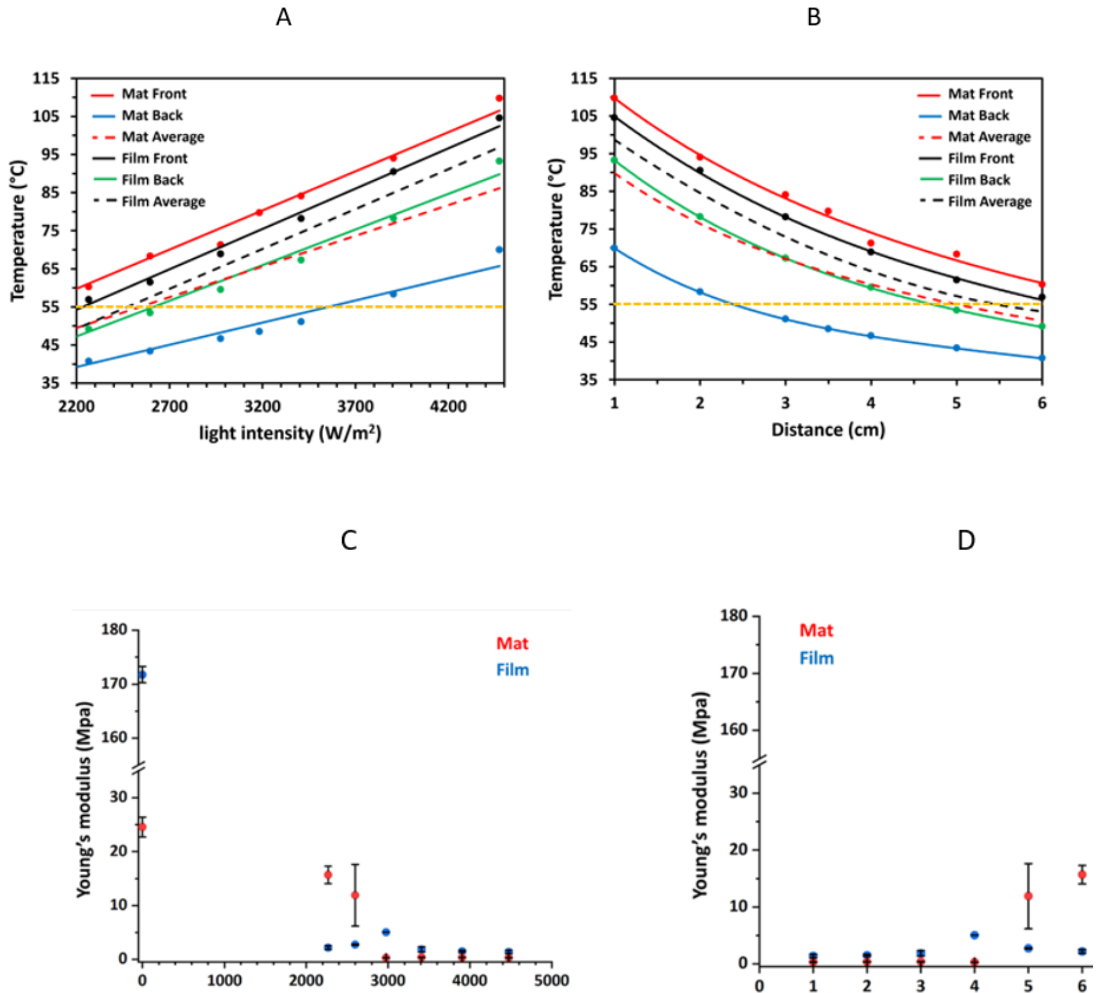 A
B
115
105
95
85
75
65
55
45
35
Temperature (°C)
Mat Front
Mat Back
Mat Average
Film Front
Film Back
Film Average
2200 2700 3200 3700 4200
light intensity (W/m²)
115
105
95
85
75
65
55
45
35
Temperature (°C)
Mat Front
Mat Back
Mat Average
Film Front
Film Back
Film Average
1 2 3 4 5 6
Distance (cm)
C
D
180
170
160
30
20
10
0
Young's modulus (Mpa)
Mat
Film
0 1000 2000 3000 4000 5000
180
170
160
30
20
10
0
Young's modulus (Mpa)
Mat
Film
0 1 2 3 4 5 6